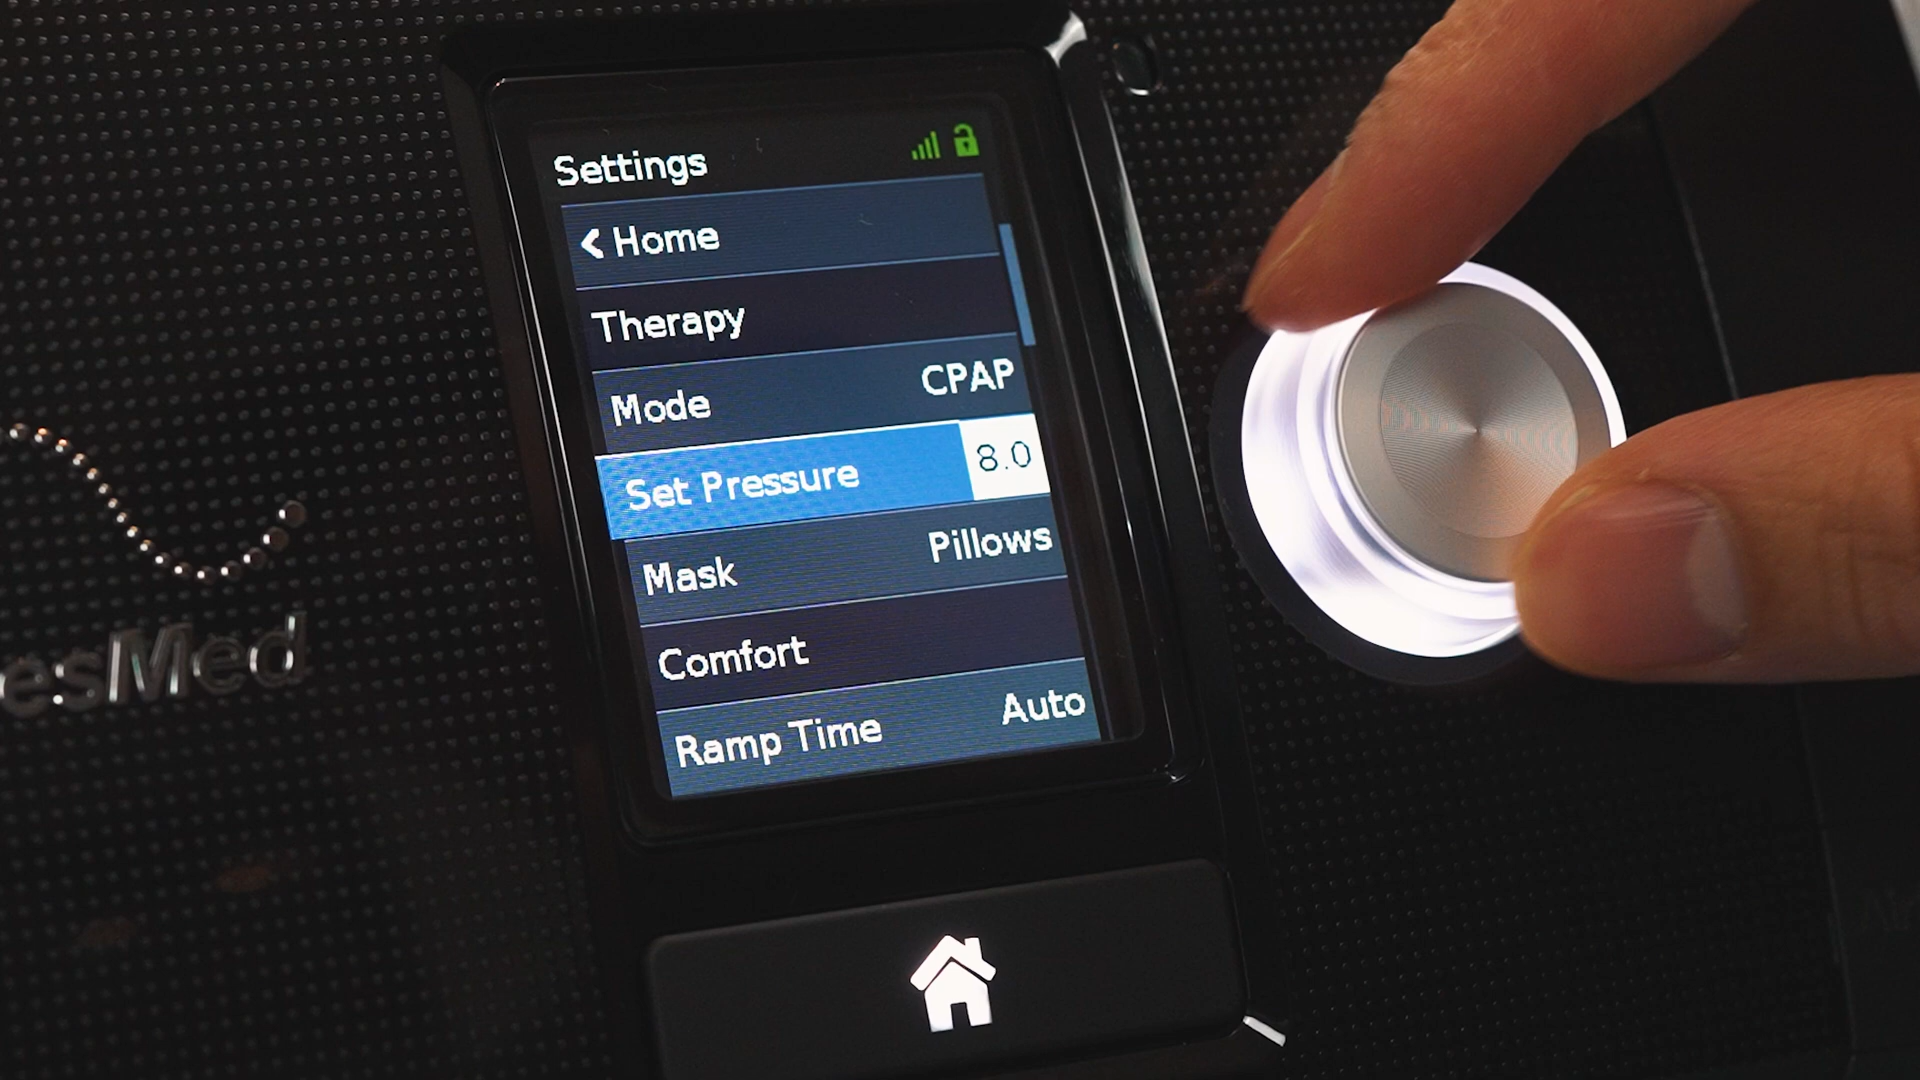 Settings
Home
Therapy
Mode CPAP
Set Pressure 8.0
Mask Pillows
Comfort
Ramp Time Auto
esMed